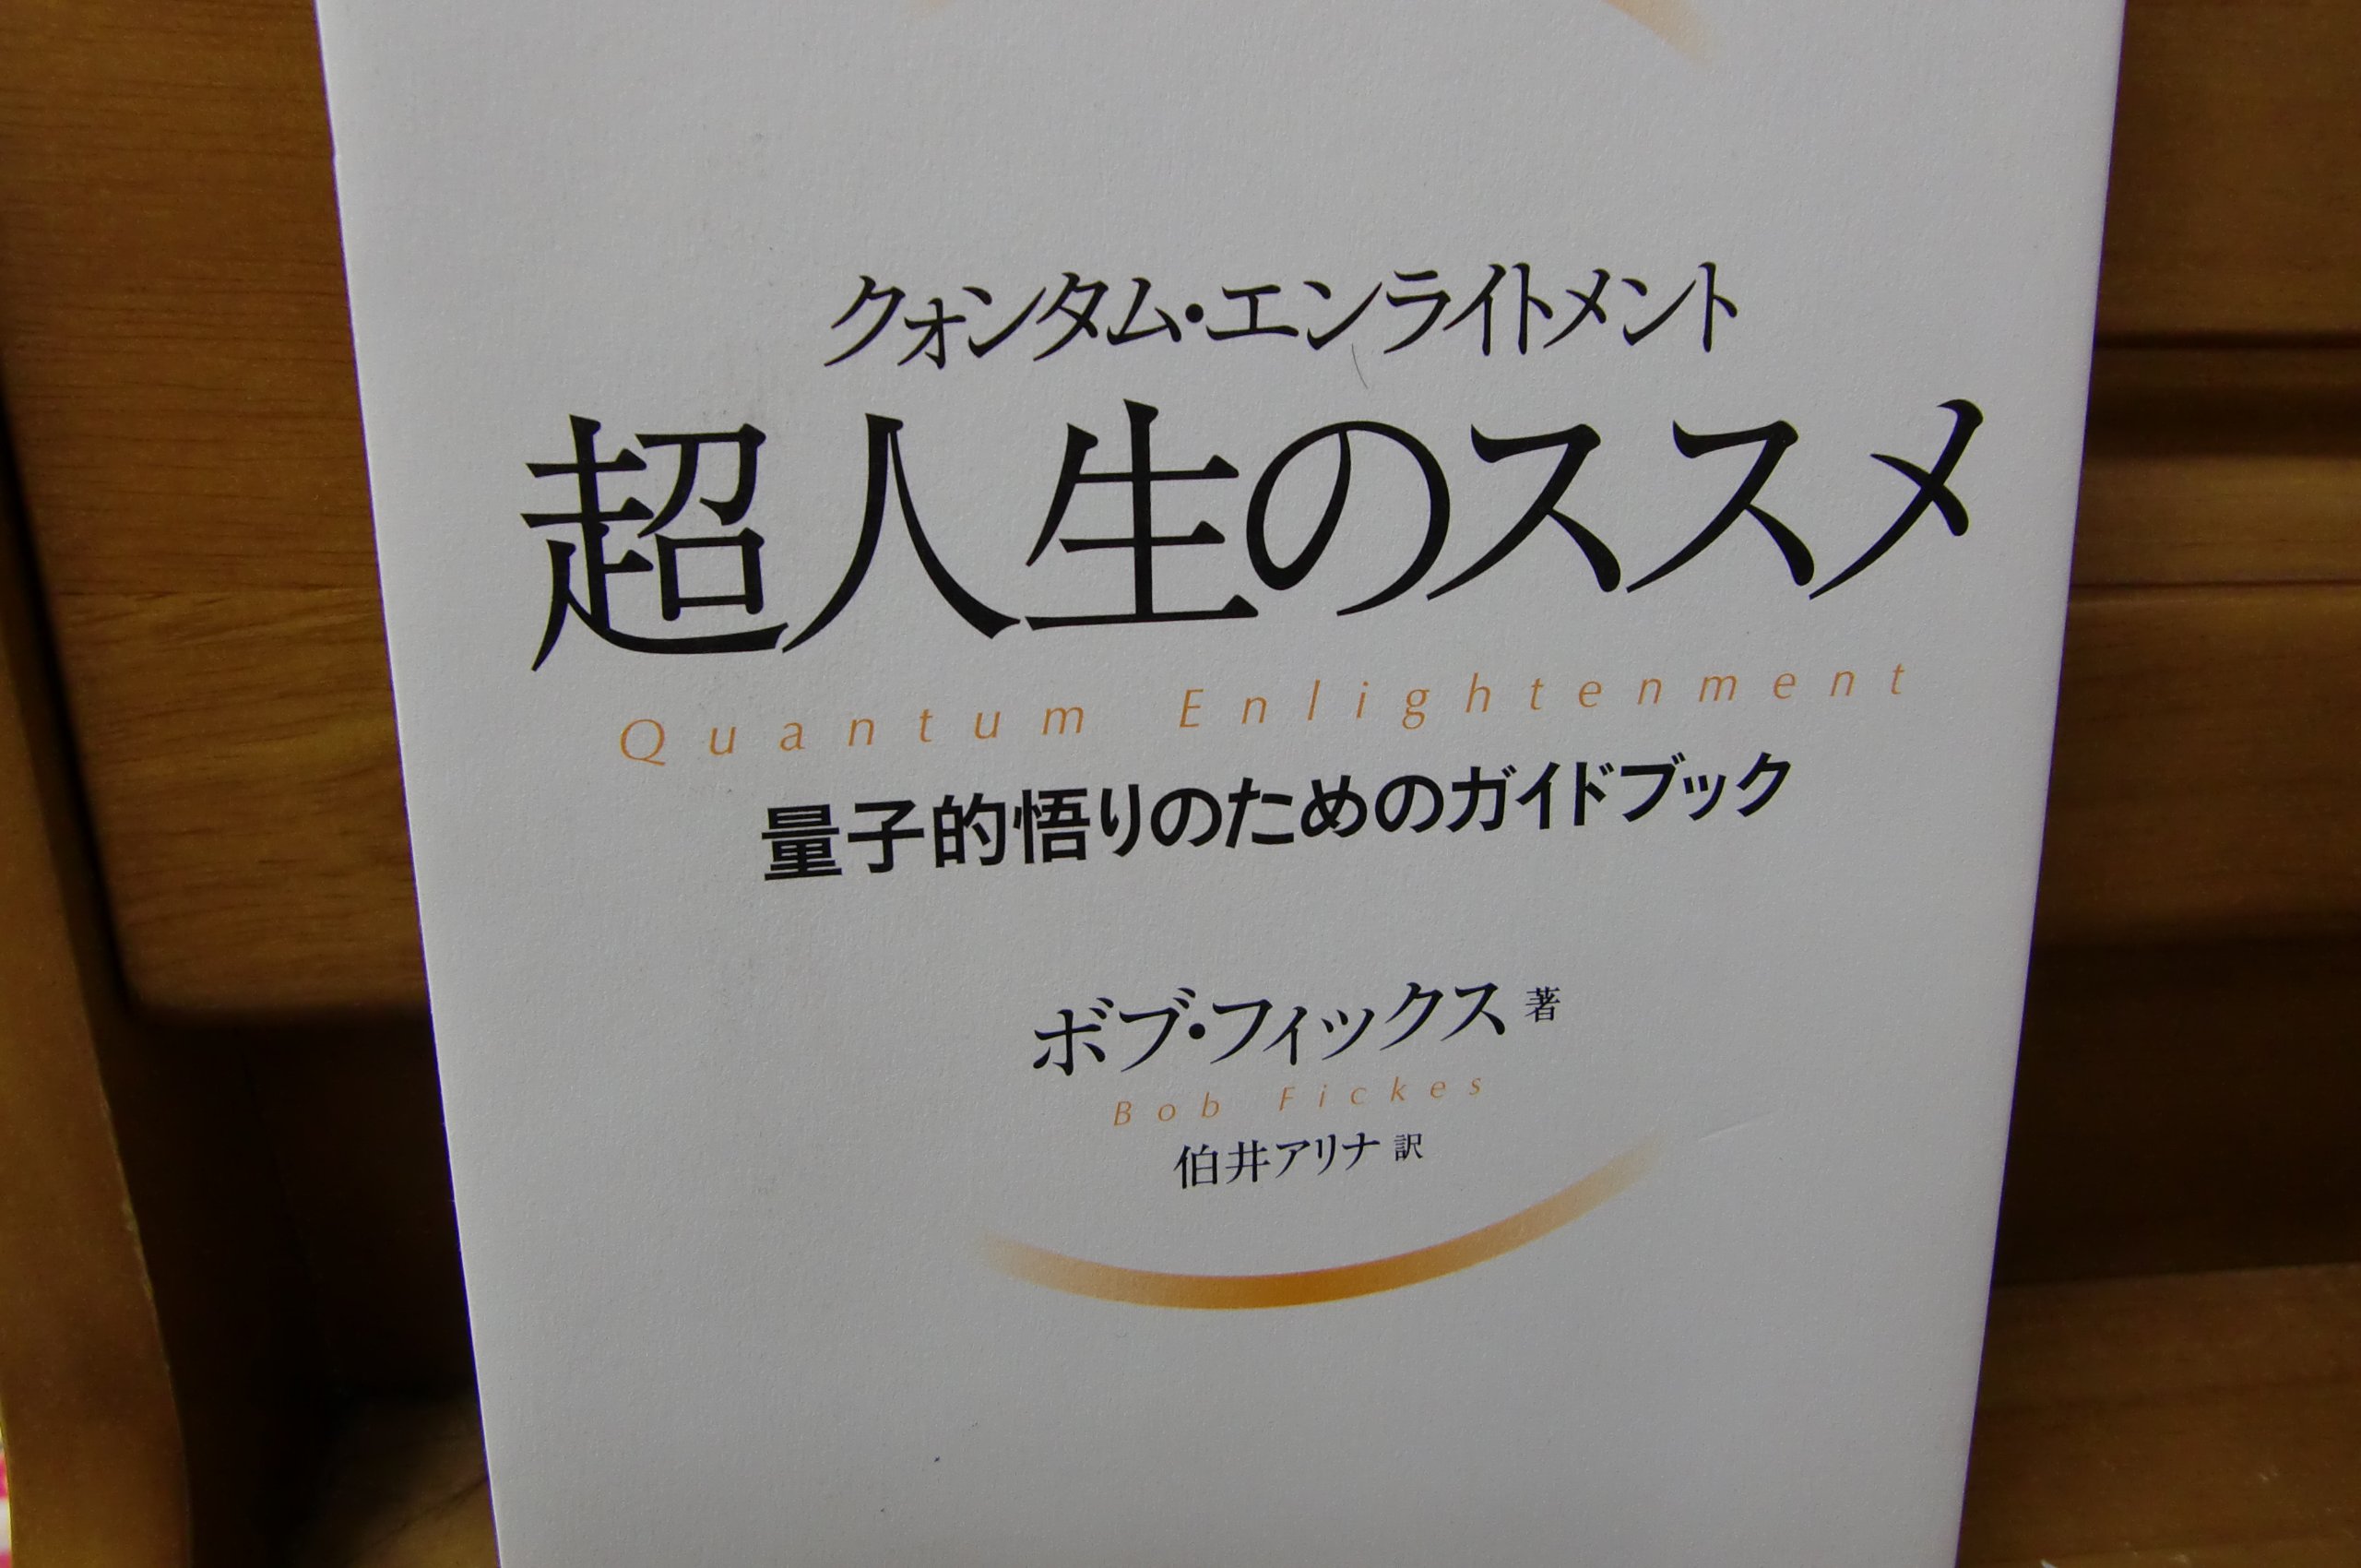 クォンタム・エンライトメント
超人生のススメ
Quantum Enlightenment
量子的悟りのためのガイドブック
ボブ・フィックス 著
Bob Fickes
伯井アリナ 訳